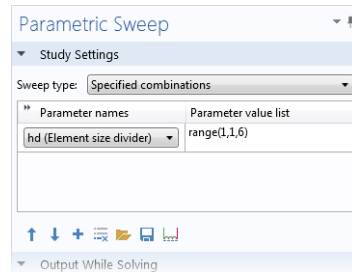 Parametric Sweep
Study Settings
Sweep type: Specified combinations
Parameter names Parameter value list
hd (Element size divider) range(1,1,6)
Output While Solving